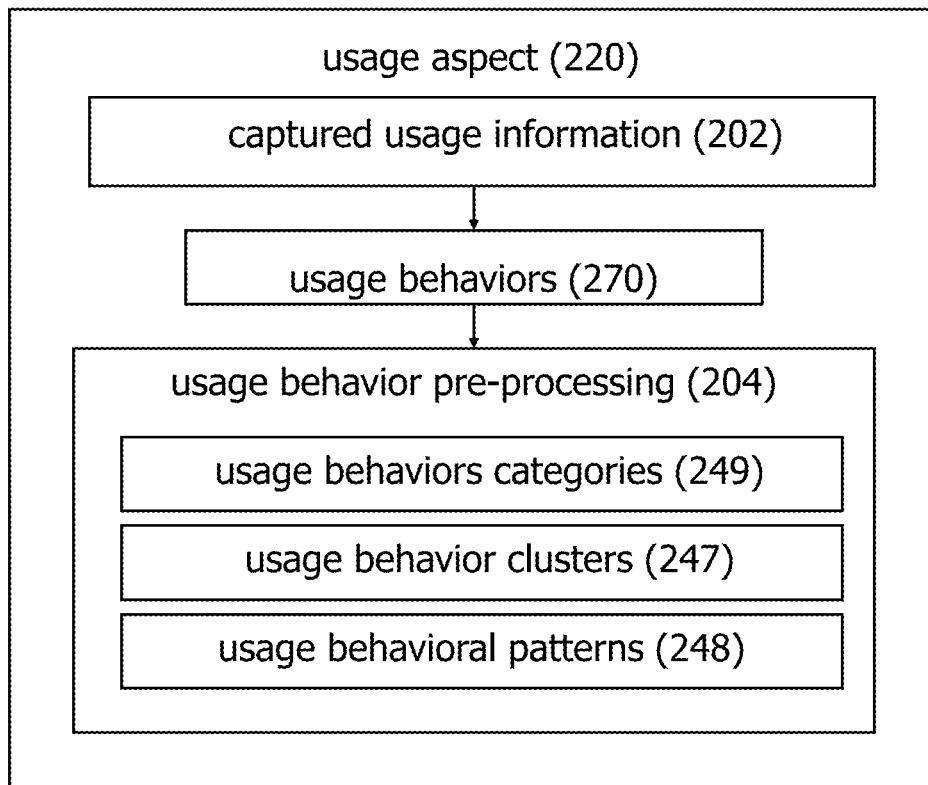 usage aspect (220)
captured usage information (202)
usage behaviors (270)
usage behavior pre-processing (204)
usage behaviors categories (249)
usage behavior clusters (247)
usage behavioral patterns (248)